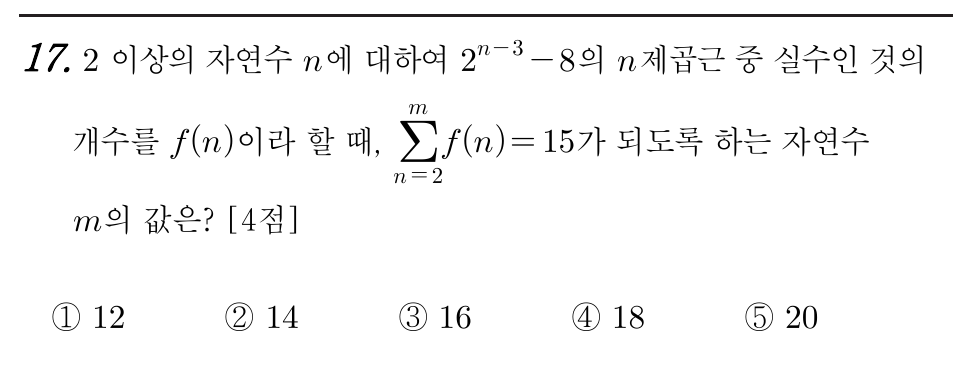 17. 2 이상의 자연수 n에 대하여 2^{n-3}-8의 n제곱근 중 실수인 것의
개수를 f(n)이라 할 때, \sum_{n=2}^{m} f(n)=15가 되도록 하는 자연수
m의 값은? [4점]
① 12 ② 14 ③ 16 ④ 18 ⑤ 20